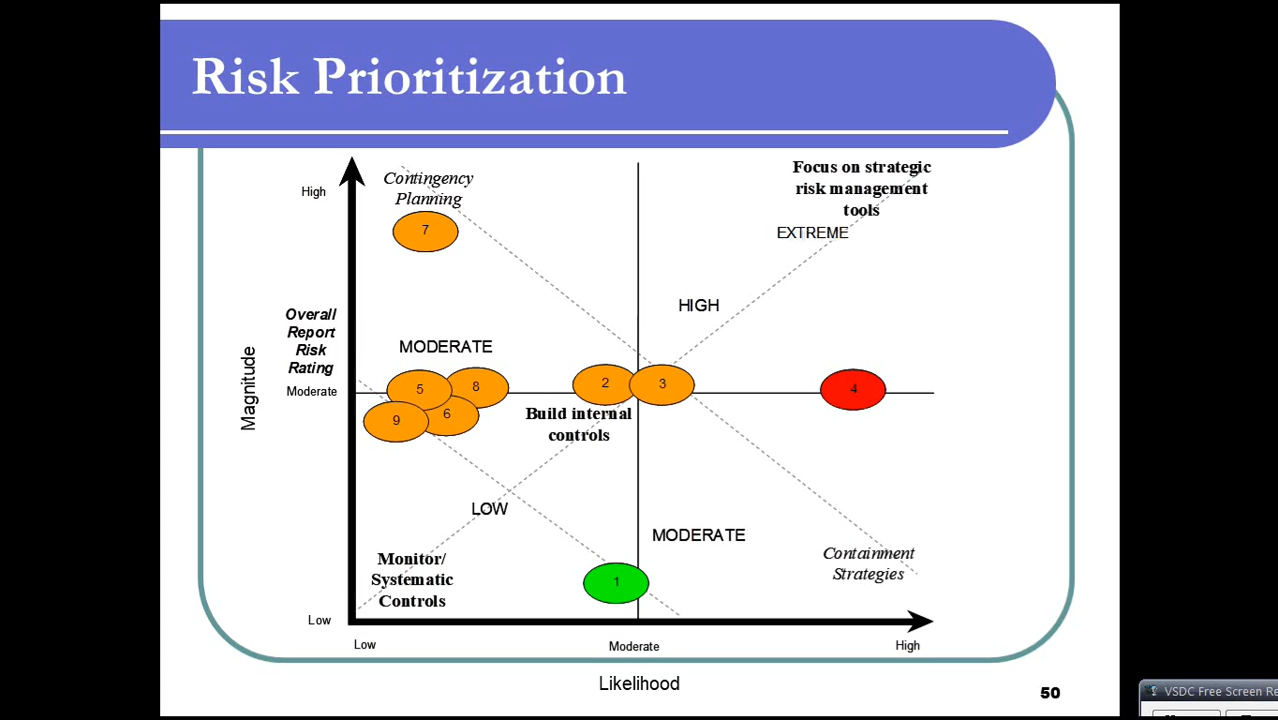 Risk Prioritization
Contingency
Planning
Focus on strategic
risk management
tools
High
7
EXTREME
HIGH
Overall
Report
Risk
Rating
MODERATE
Magnitude
Moderate
5
8
2
3
4
9
6
Build internal
controls
LOW
MODERATE
Monitor/
Systematic
Controls
Containment
Strategies
1
Low
Low
Moderate
High
Likelihood
50
VSDC Free Screen Re